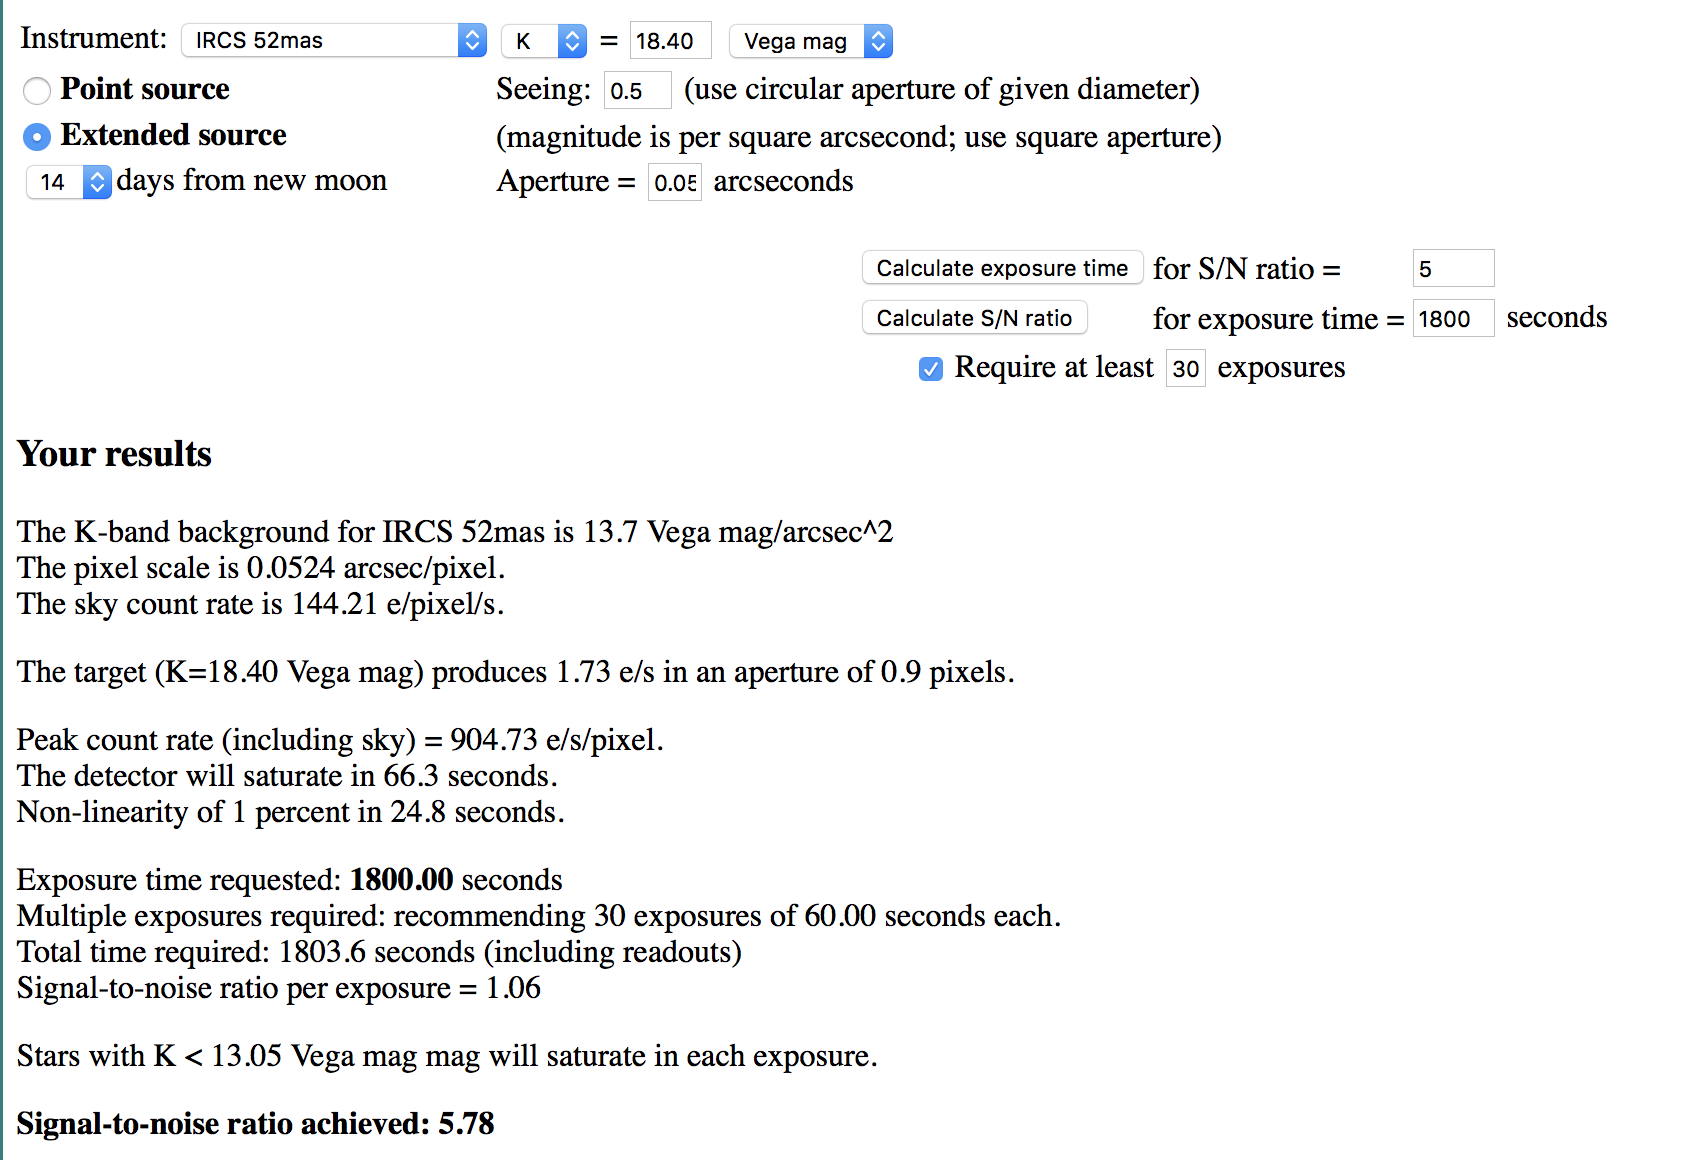 Instrument: IRCS 52mas K = 18.40 Vega mag
Point source Seeing: 0.5 (use circular aperture of given diameter)
Extended source (magnitude is per square arcsecond; use square aperture)
14 days from new moon Aperture = 0.05 arcseconds
Calculate exposure time for S/N ratio = 5
Calculate S/N ratio for exposure time = 1800 seconds
Require at least 30 exposures
Your results
The K-band background for IRCS 52mas is 13.7 Vega mag/arcsec^2
The pixel scale is 0.0524 arcsec/pixel.
The sky count rate is 144.21 e/pixel/s.
The target (K=18.40 Vega mag) produces 1.73 e/s in an aperture of 0.9 pixels.
Peak count rate (including sky) = 904.73 e/s/pixel.
The detector will saturate in 66.3 seconds.
Non-linearity of 1 percent in 24.8 seconds.
Exposure time requested: 1800.00 seconds
Multiple exposures required: recommending 30 exposures of 60.00 seconds each.
Total time required: 1803.6 seconds (including readouts)
Signal-to-noise ratio per exposure = 1.06
Stars with K < 13.05 Vega mag mag will saturate in each exposure.
Signal-to-noise ratio achieved: 5.78